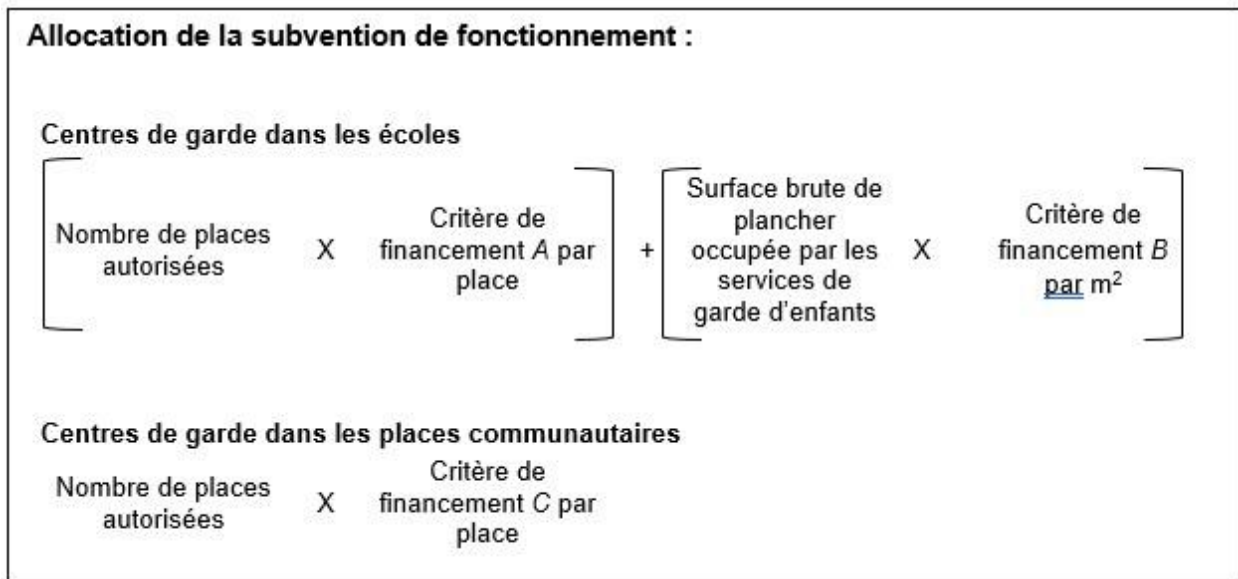 Allocation de la subvention de fonctionnement :
Centres de garde dans les écoles
Nombre de places
autorisées
X
Critère de
financement A par
place
+
Surface brute de
plancher
occupée par les
services de
garde d'enfants
X
Critère de
financement B
par m²
Centres de garde dans les places communautaires
Nombre de places
autorisées
X
Critère de
financement C par
place